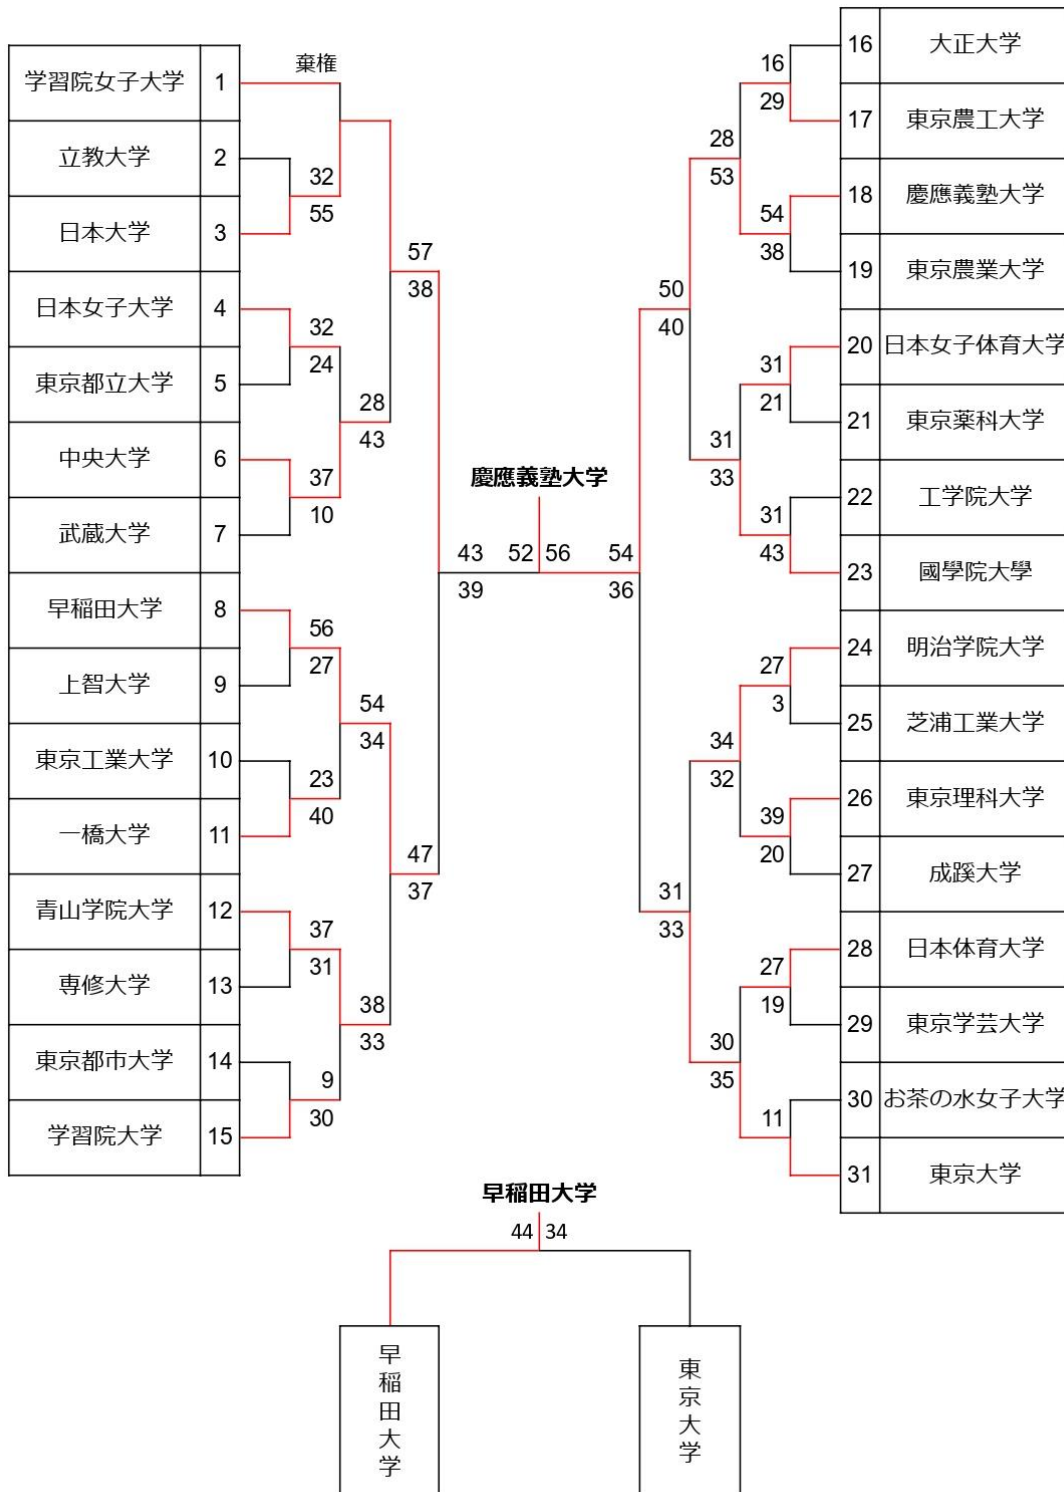 学習院女子大学 1
立教大学 2
日本大学 3
日本女子大学 4
東京都立大学 5
中央大学 6
武蔵大学 7
早稲田大学 8
上智大学 9
東京工業大学 10
一橋大学 11
青山学院大学 12
専修大学 13
東京都市大学 14
学習院大学 15
棄権
32
55
32
24
37
10
56
27
23
40
37
31
9
30
28
43
54
34
38
33
57
38
47
37
43
39
慶應義塾大学
52 56
54
36
50
40
31
33
28
53
31
33
34
32
30
35
16
29
54
38
31
21
31
43
27
3
39
20
27
19
11
16 大正大学
17 東京農工大学
18 慶應義塾大学
19 東京農業大学
20 日本女子体育大学
21 東京薬科大学
22 工学院大学
23 國學院大學
24 明治学院大学
25 芝浦工業大学
26 東京理科大学
27 成蹊大学
28 日本体育大学
29 東京学芸大学
30 お茶の水女子大学
31 東京大学
早稲田大学
44 34
早稲田大学
東京大学